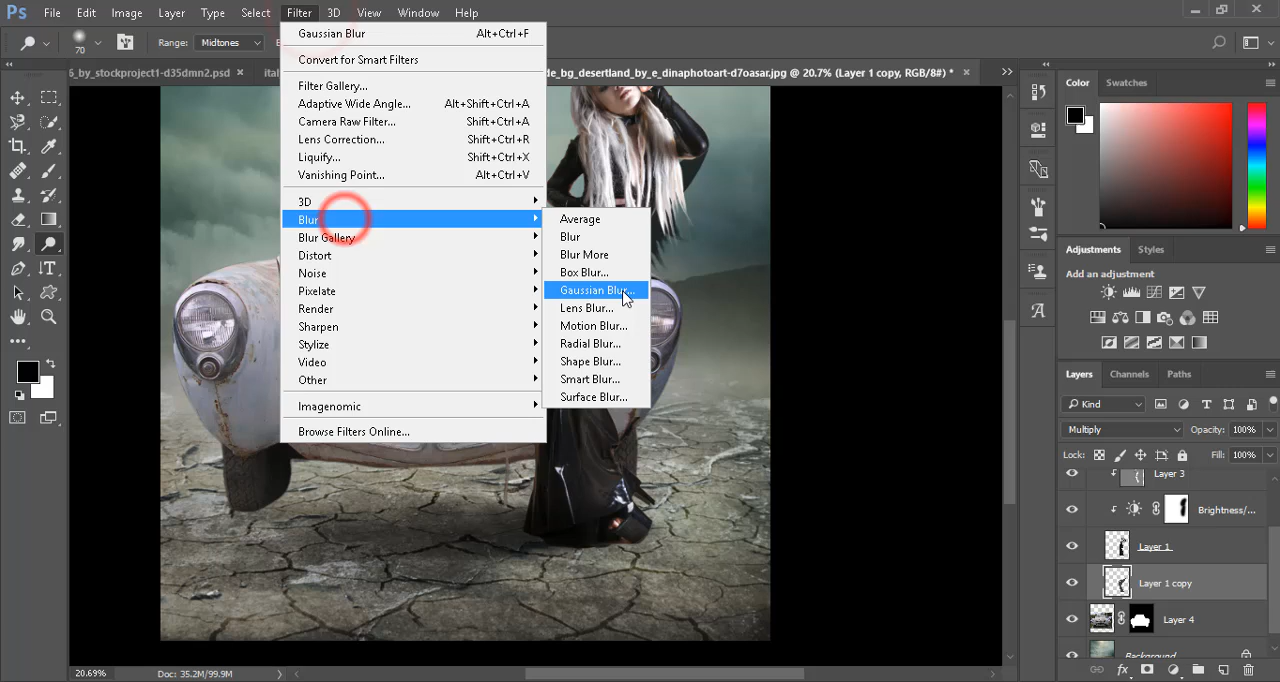 Ps File Edit Image Layer Type Select Filter 3D View Window Help
70 Range: Midtones
6_by_stockproject1-d35dmn2.psd × ital de_bg_desertland_by_e_dinaphotoart-d7oasar.jpg @ 20.7% (Layer 1 copy, RGB/8#) * ×
Gaussian Blur Alt+Ctrl+F
Convert for Smart Filters
Filter Gallery...
Adaptive Wide Angle... Alt+Shift+Ctrl+A
Camera Raw Filter... Shift+Ctrl+A
Lens Correction... Shift+Ctrl+R
Liquify... Shift+Ctrl+X
Vanishing Point... Alt+Ctrl+V
3D
Blur
Blur Gallery
Distort
Noise
Pixelate
Render
Sharpen
Stylize
Video
Other
Imagenomic
Browse Filters Online...
Average
Blur
Blur More
Box Blur...
Gaussian Blur...
Lens Blur...
Motion Blur...
Radial Blur...
Shape Blur...
Smart Blur...
Surface Blur...
Color Swatches
Adjustments Styles
Add an adjustment
Layers Channels Paths
Kind
Multiply Opacity: 100%
Lock: Fill: 100%
Layer 3
Brightness/...
Layer 1
Layer 1 copy
Layer 4
Background
20.69% Doc: 35.2M/99.9M